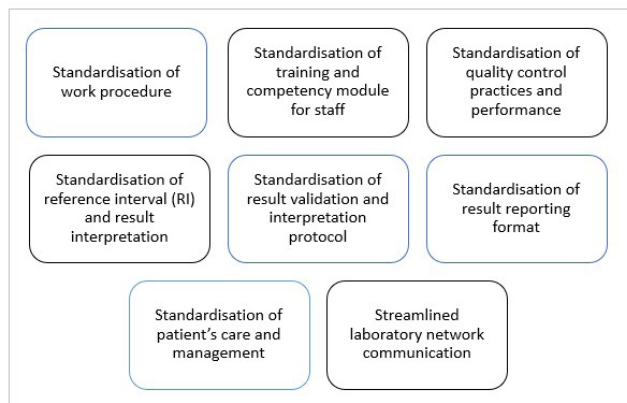 Standardisation of
work procedure
Standardisation of
training and
competency module
for staff
Standardisation of
quality control
practices and
performance
Standardisation of
reference interval (RI)
and result
interpretation
Standardisation of
result validation and
interpretation
protocol
Standardisation of
result reporting
format
Standardisation of
patient’s care and
management
Streamlined
laboratory network
communication